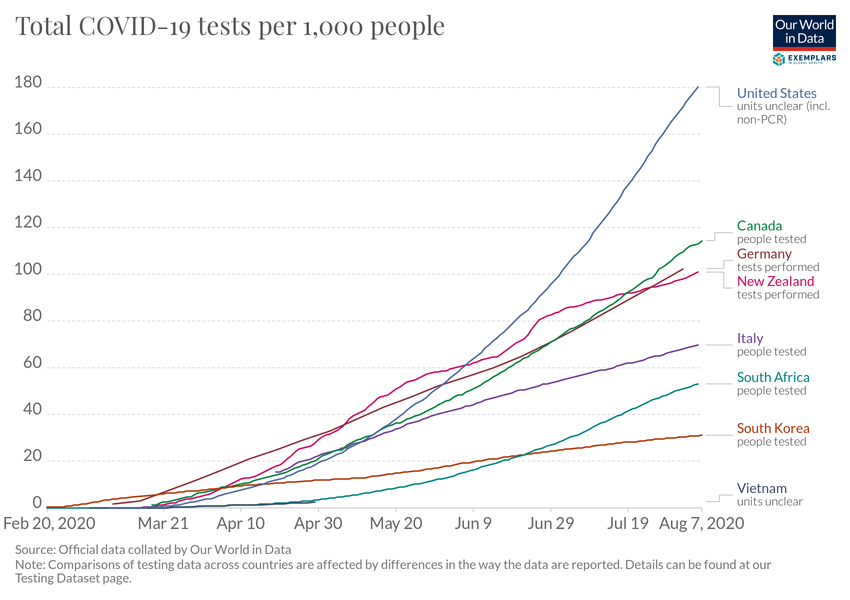 Total COVID-19 tests per 1,000 people
Our World
in Data
EXEMPLARS
IN GLOBAL HEALTH
180
160
140
120
100
80
60
40
20
0
United States
units unclear (incl.
non-PCR)
Canada
people tested
Germany
tests performed
New Zealand
tests performed
Italy
people tested
South Africa
people tested
South Korea
people tested
Vietnam
units unclear
Feb 20, 2020 Mar 21 Apr 10 Apr 30 May 20 Jun 9 Jun 29 Jul 19 Aug 7, 2020
Source: Official data collated by Our World in Data
Note: Comparisons of testing data across countries are affected by differences in the way the data are reported. Details can be found at our
Testing Dataset page.